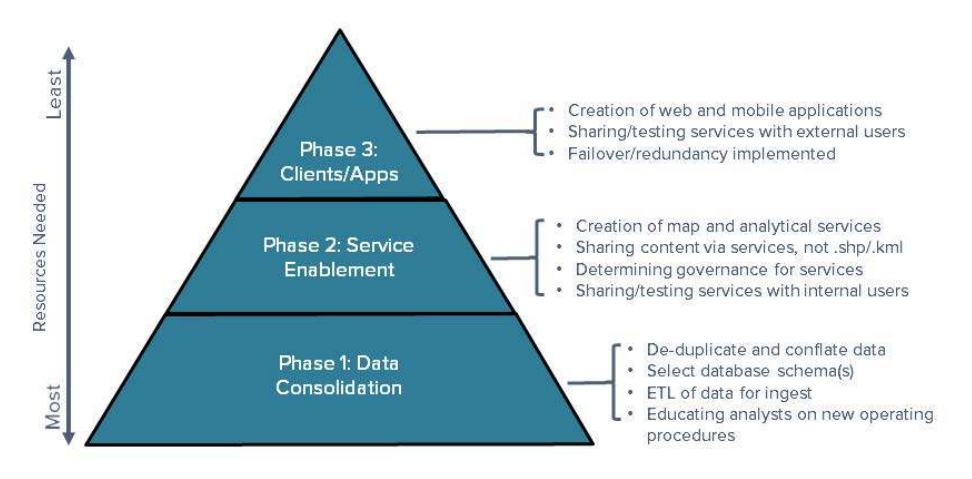 Least
Resources Needed
Most
Phase 3:
Clients/Apps
• Creation of web and mobile applications
• Sharing/testing services with external users
• Failover/redundancy implemented
Phase 2: Service
Enablement
• Creation of map and analytical services
• Sharing content via services, not .shp/.kml
• Determining governance for services
• Sharing/testing services with internal users
Phase 1: Data
Consolidation
• De-duplicate and conflate data
• Select database schema(s)
• ETL of data for ingest
• Educating analysts on new operating
procedures